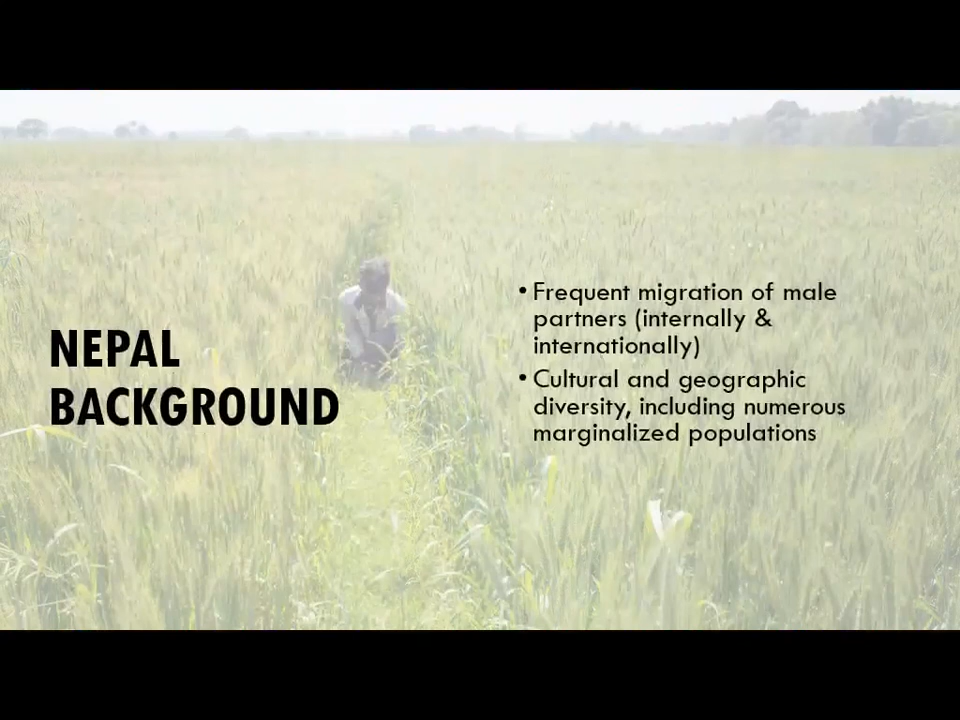 NEPAL
BACKGROUND
• Frequent migration of male
partners (internally &
internationally)
• Cultural and geographic
diversity, including numerous
marginalized populations